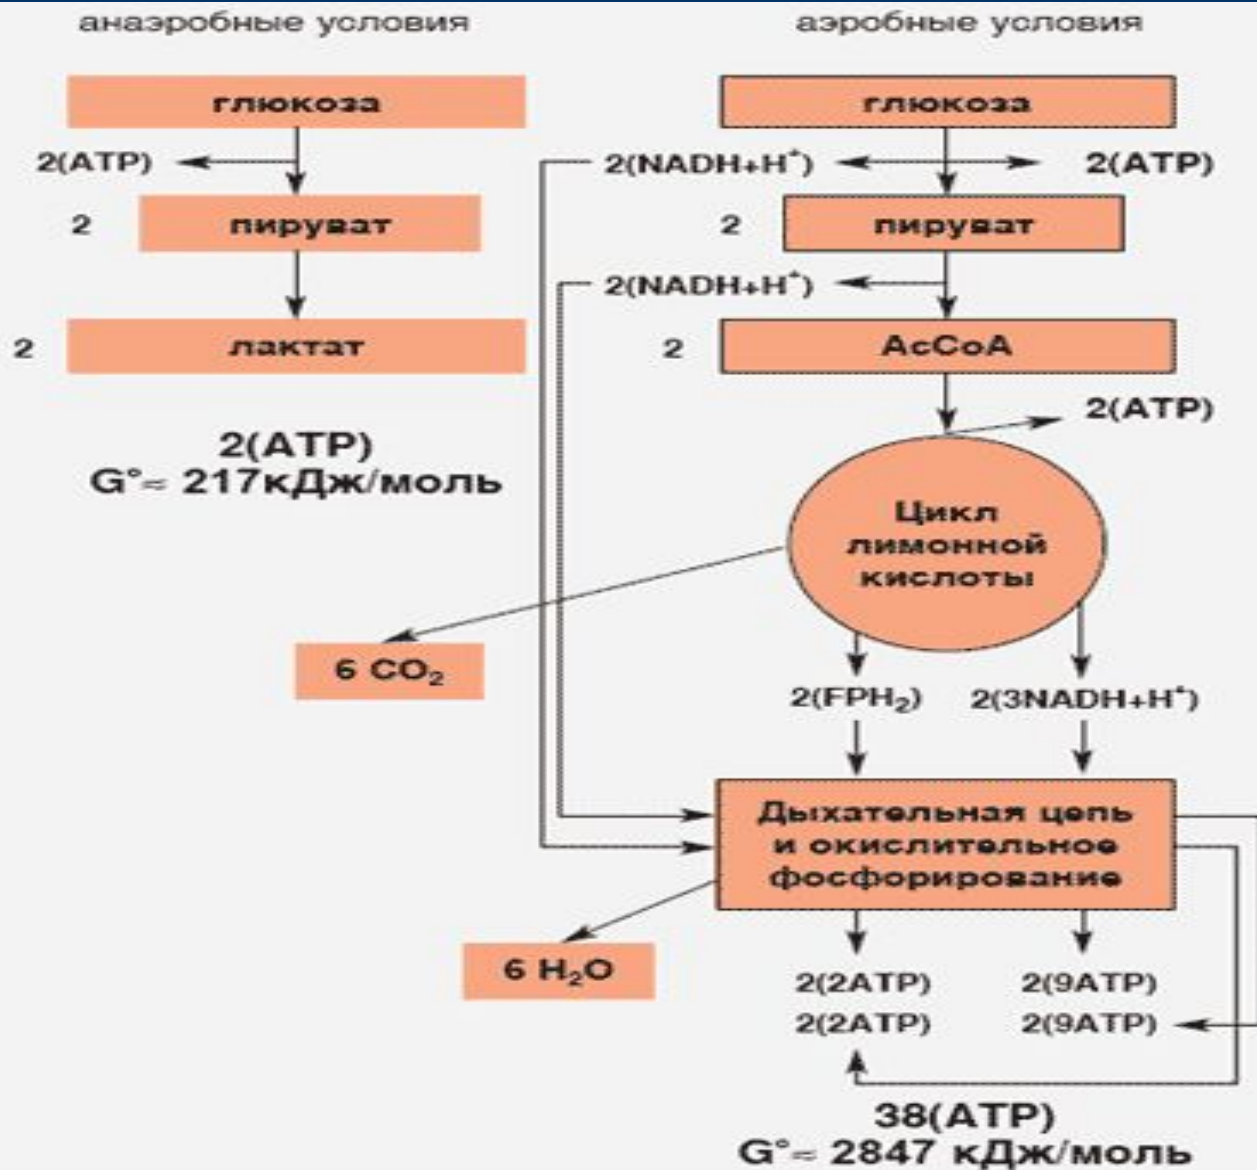 анаэробные условия
глюкоза
2(ATP)
2 пируват
2 лактат
2(ATP)
G°≈ 217кДж/моль
аэробные условия
глюкоза
2(NADH+H⁺) 2(ATP)
2 пируват
2(NADH+H⁺)
2 AcCoA
2(ATP)
Цикл
лимонной
кислоты
6 CO₂
2(FPH₂) 2(3NADH+H⁺)
Дыхательная цепь
и окислительное
фосфорирование
6 H₂O
2(2ATP) 2(9ATP)
2(2ATP) 2(9ATP)
38(ATP)
G°≈ 2847 кДж/моль